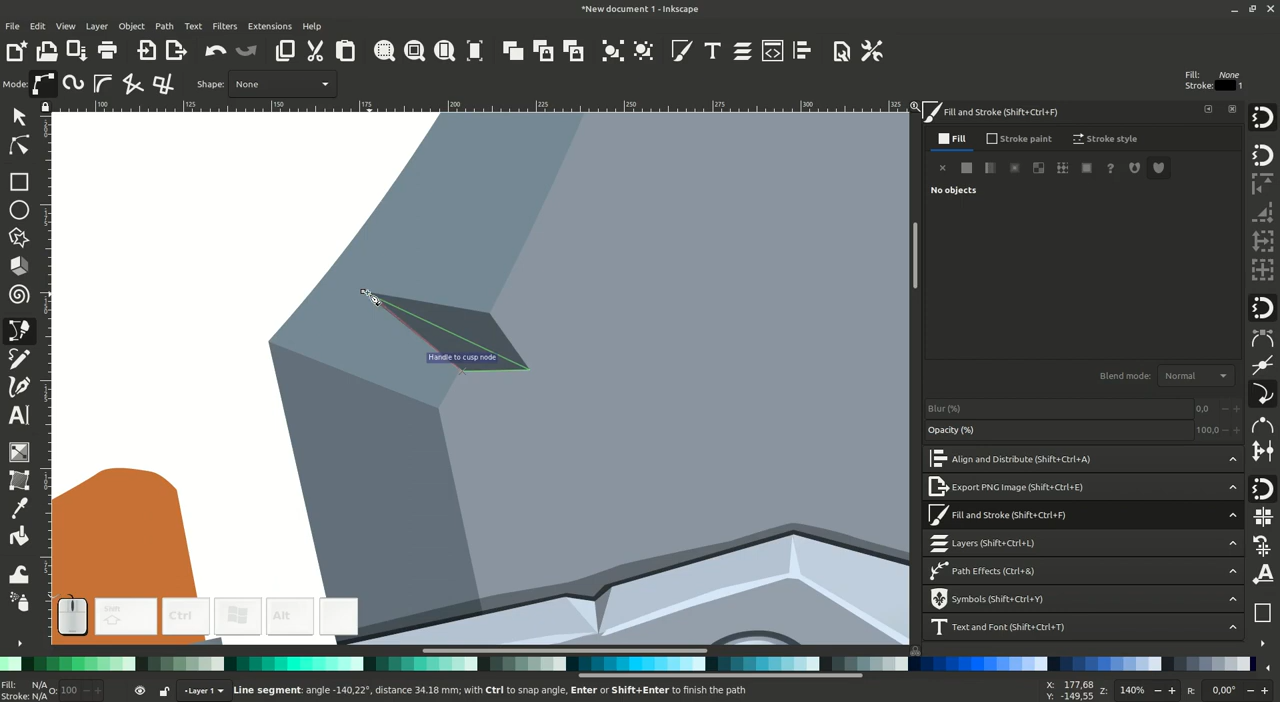 *New document 1 - Inkscape
File Edit View Layer Object Path Text Filters Extensions Help
Mode: Shape: None
Fill: None
Stroke: 1
100 150 175 200 225 250 275 300 325
Fill and Stroke (Shift+Ctrl+F)
Fill Stroke paint Stroke style
No objects
Handle to cusp node
Blend mode: Normal
Blur (%) 0,0 - +
Opacity (%) 100,0 - +
Align and Distribute (Shift+Ctrl+A)
Export PNG Image (Shift+Ctrl+E)
Fill and Stroke (Shift+Ctrl+F)
Layers (Shift+Ctrl+L)
Path Effects (Ctrl+&)
Symbols (Shift+Ctrl+Y)
Text and Font (Shift+Ctrl+T)
Ctrl Alt
Fill: N/A
Stroke: N/A
O: 100 - +
•Layer 1
Line segment: angle -140,22°, distance 34.18 mm; with Ctrl to snap angle, Enter or Shift+Enter to finish the path
X: 177,68
Y: -149,55
Z: 140% - +
R: 0,00° - +